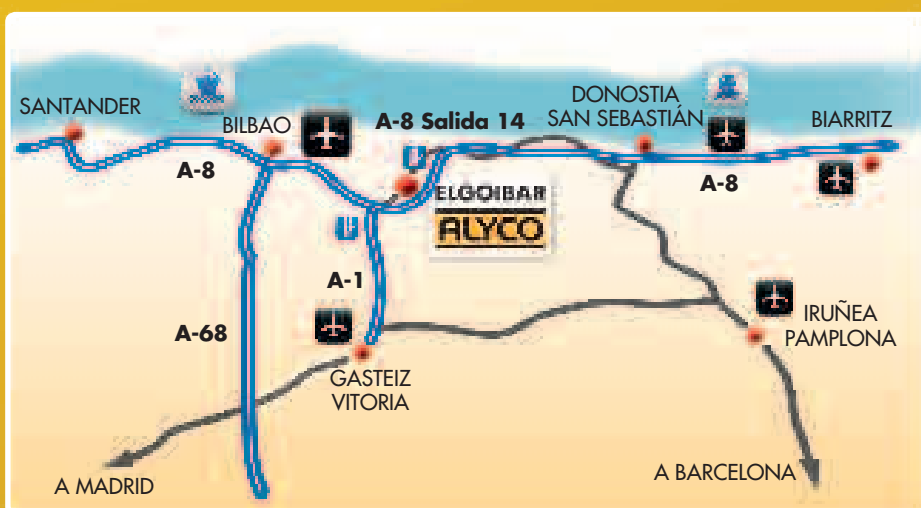 SANTANDER
BILBAO
A-8 Salida 14
DONOSTIA
SAN SEBASTIÁN
BIARRITZ
A-8
A-8
ELGOIBAR
ALYCO
A-1
A-68
IRUÑEA
PAMPLONA
GASTEIZ
VITORIA
A MADRID
A BARCELONA